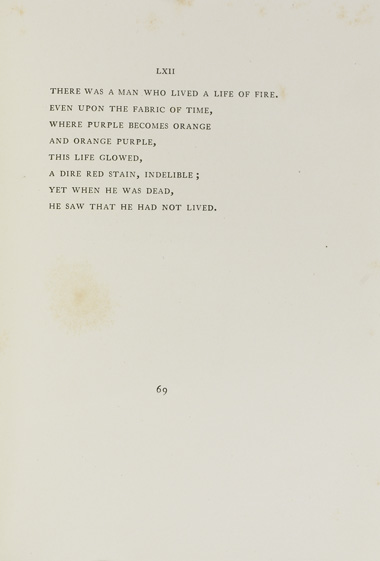 LXII
THERE WAS A MAN WHO LIVED A LIFE OF FIRE.
EVEN UPON THE FABRIC OF TIME,
WHERE PURPLE BECOMES ORANGE
AND ORANGE PURPLE,
THIS LIFE GLOWED,
A DIRE RED STAIN, INDELIBLE;
YET WHEN HE WAS DEAD,
HE SAW THAT HE HAD NOT LIVED.
69